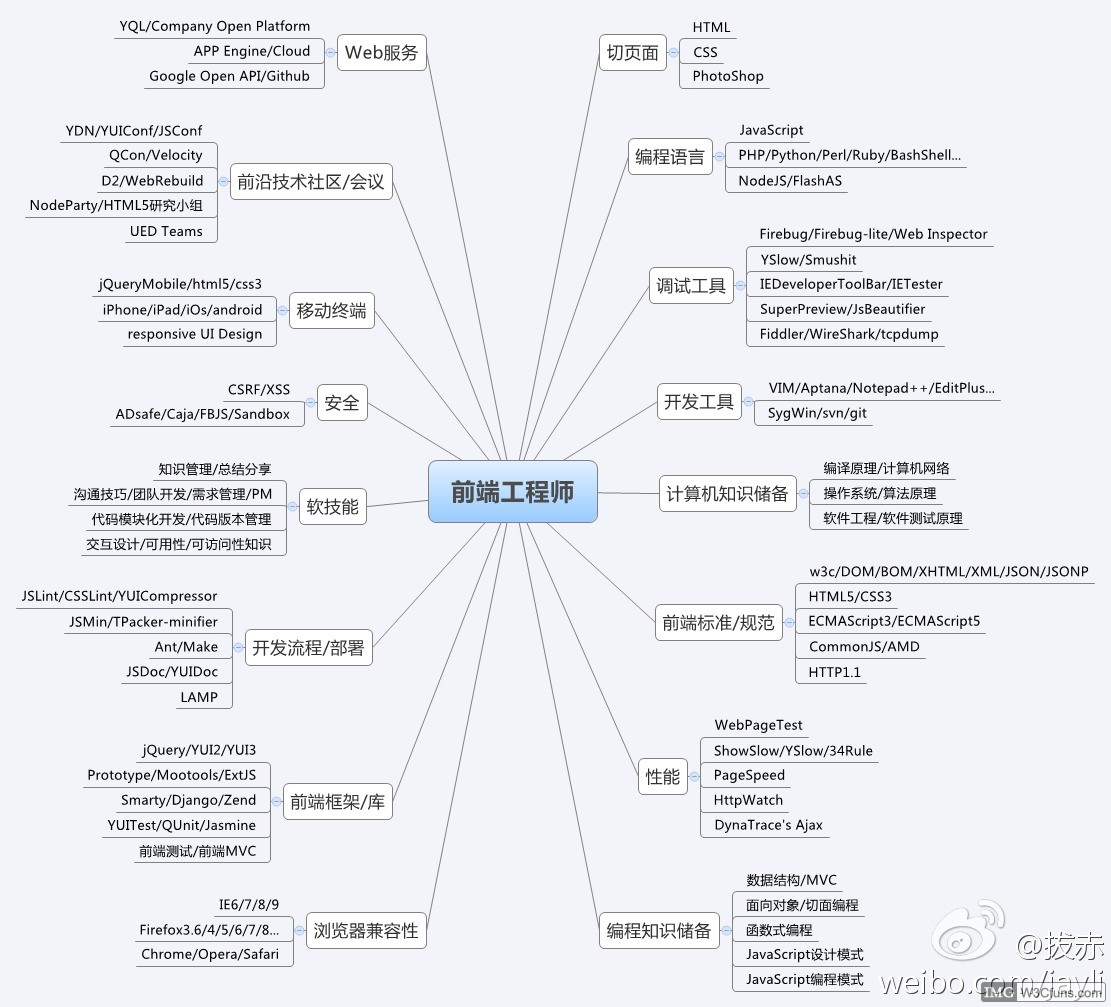 前端工程师
Web服务
YQL/Company Open Platform
APP Engine/Cloud
Google Open API/Github
前沿技术社区/会议
YDN/YUIConf/JSConf
QCon/Velocity
D2/WebRebuild
NodeParty/HTML5研究小组
UED Teams
移动终端
jQueryMobile/html5/css3
iPhone/iPad/iOs/android
responsive UI Design
安全
CSRF/XSS
ADsafe/Caja/FBJS/Sandbox
软技能
知识管理/总结分享
沟通技巧/团队开发/需求管理/PM
代码模块化开发/代码版本管理
交互设计/可用性/可访问性知识
开发流程/部署
JSLint/CSSLint/YUICompressor
JSMin/TPacker-minifier
Ant/Make
JSDoc/YUIDoc
LAMP
前端框架/库
jQuery/YUI2/YUI3
Prototype/Mootools/ExtJS
Smarty/Django/Zend
YUITest/QUnit/Jasmine
前端测试/前端MVC
浏览器兼容性
IE6/7/8/9
Firefox3.6/4/5/6/7/8...
Chrome/Opera/Safari
切页面
HTML
CSS
PhotoShop
编程语言
JavaScript
PHP/Python/Perl/Ruby/BashShell...
NodeJS/FlashAS
调试工具
Firebug/Firebug-lite/Web Inspector
YSlow/Smushit
IEDeveloperToolBar/IETester
SuperPreview/JsBeautifier
Fiddler/WireShark/tcpdump
开发工具
VIM/Aptana/Notepad++/EditPlus...
SygWin/svn/git
计算机知识储备
编译原理/计算机网络
操作系统/算法原理
软件工程/软件测试原理
前端标准/规范
w3c/DOM/BOM/XHTML/XML/JSON/JSONP
HTML5/CSS3
ECMAScript3/ECMAScript5
CommonJS/AMD
HTTP1.1
性能
WebPageTest
ShowSlow/YSlow/34Rule
PageSpeed
HttpWatch
DynaTrace's Ajax
编程知识储备
数据结构/MVC
面向对象/切面编程
函数式编程
JavaScript设计模式
JavaScript编程模式
@拔赤
weibo.com/jayli
IMG W3Cfuns.com